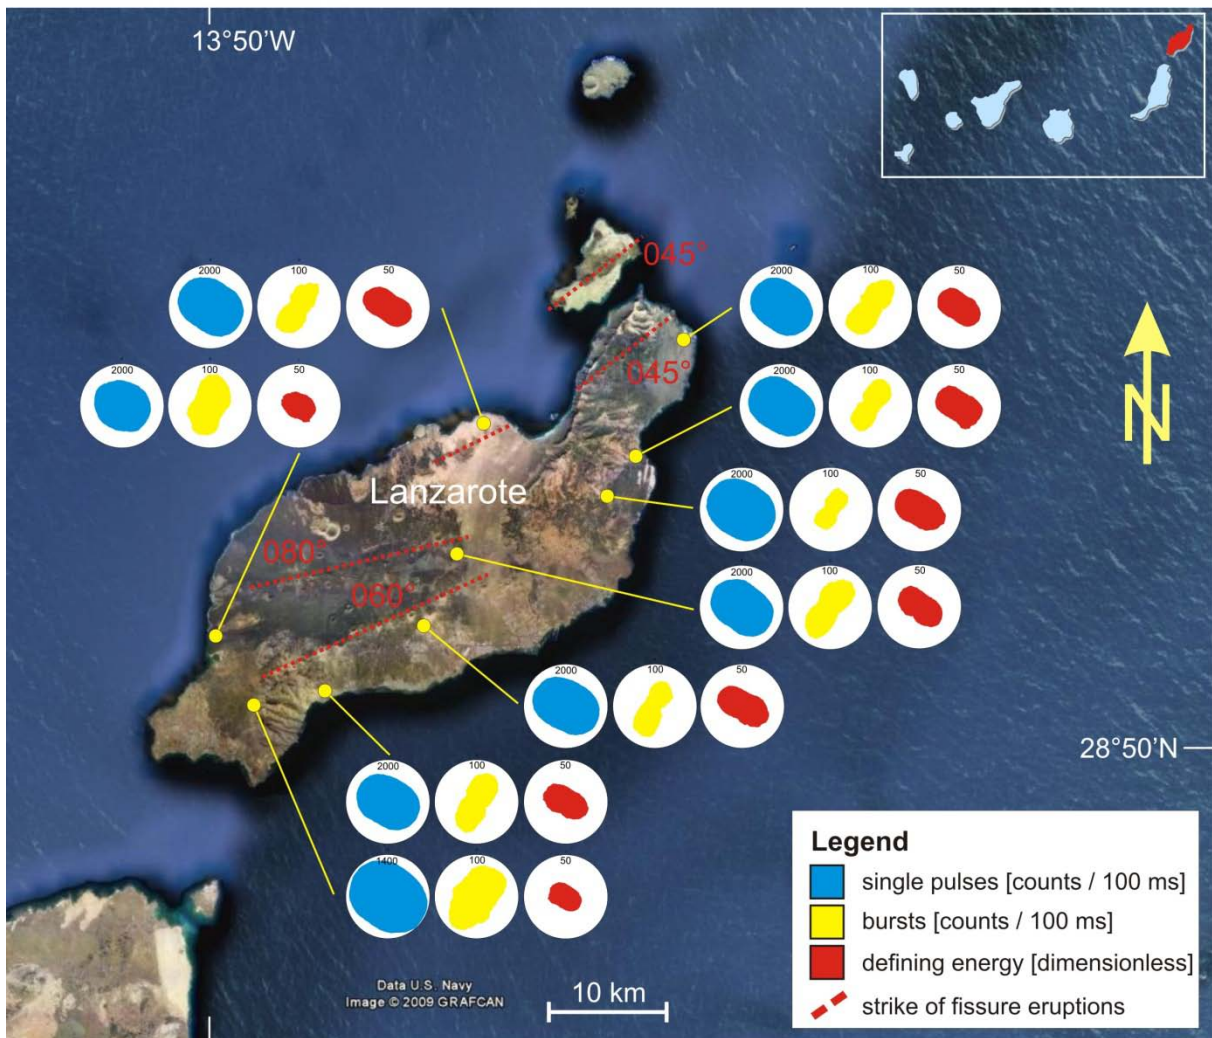 13°50'W
045°
2000 100 50
2000 100 50
2000 100 50
045°
2000 100 50
N
Lanzarote
2000 100 50
080°
060°
2000 100 50
2000 100 50
28°50'N
2000 100 50
1400 100 50
Legend
single pulses [counts / 100 ms]
bursts [counts / 100 ms]
defining energy [dimensionless]
strike of fissure eruptions
Data U.S. Navy
Image © 2009 GRAFCAN
10 km